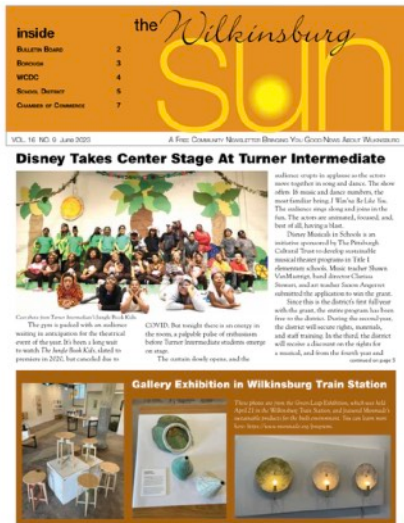 inside
BULLETIN BOARD 2
BOROUGH 3
WCDC 4
SCHOOL DISTRICT 5
CHAMBER OF COMMERCE 7
the Wilkinsburg
sun
VOL. 16 NO. 9 JUNE 2023
A FREE COMMUNITY NEWSLETTER BRINGING YOU GOOD NEWS ABOUT WILKINSBURG
Disney Takes Center Stage At Turner Intermediate
Cast shot from Turner Intermediate's Jungle Book Kids
The gym is packed with an audience
waiting in anticipation for the theatrical
event of the year. It's been a long wait
to watch The Jungle Book Kids, slated to
premiere in 2020, but canceled due to
COVID. But tonight there is an energy in
the room, a palpable pulse of enthusiasm
before Turner Intermediate students emerge
on stage.
The curtain slowly opens, and the
audience erupts in applause as the actors
move together in song and dance. The show
offers 18 music and dance numbers, the
most familiar being, I Wan'na Be Like You.
The audience sings along and joins in the
fun. The actors are animated, focused, and,
best of all, having a blast.
Disney Musicals in Schools is an
initiative sponsored by The Pittsburgh
Cultural Trust to develop sustainable
musical theater programs in Title I
elementary schools. Music teacher Shawn
band director Clarissa
and art teacher Susan
submitted the application to win the grant.
Since this is the district's first full year
with the grant, the entire program has been
free to the district. During the second year,
the district will secure rights, materials,
and staff training. In the third, the district
will receive a discount on the rights for
a musical, and from the fourth year and
continued on page 5
Gallery Exhibition in Wilkinsburg Train Station
These photos are from the Green Leap Exhibition, which was held
April 21 in the Wilkinsburg Train Station, and featured Mermade's
sustainable products for the built environment. You can learn more
here: